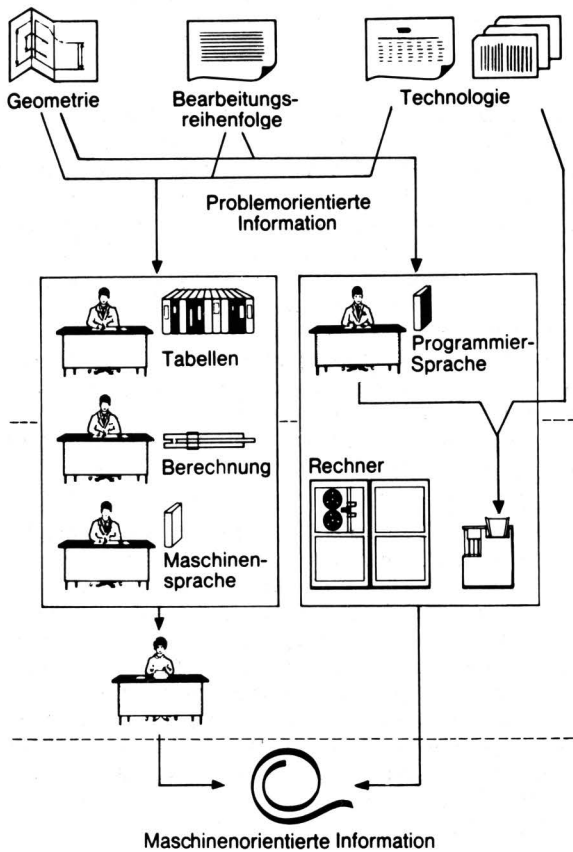 Geometrie
Bearbeitungs-
reihenfolge
Technologie
Problemorientierte
Information
Tabellen
Berechnung
Maschinen-
sprache
Programmier-
Sprache
Rechner
Maschinenorientierte Information